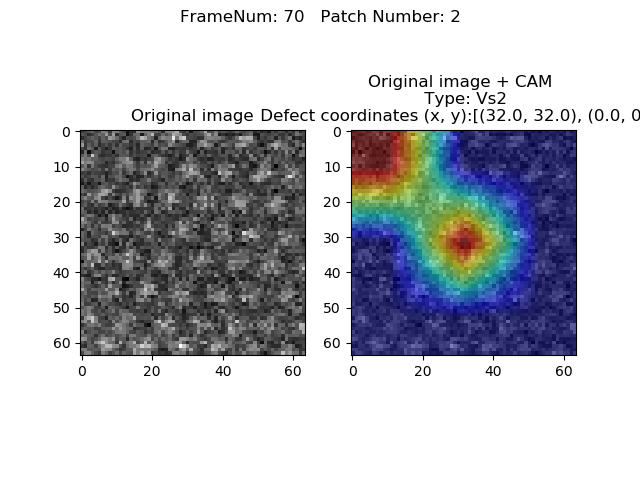 FrameNum: 70   Patch Number: 2
Original image + CAM
Type: Vs2
Original image Defect coordinates (x, y):[(32.0, 32.0), (0.0, 0
0
10
20
30
40
50
60
0 20 40 60
0
10
20
30
40
50
60
0 20 40 60